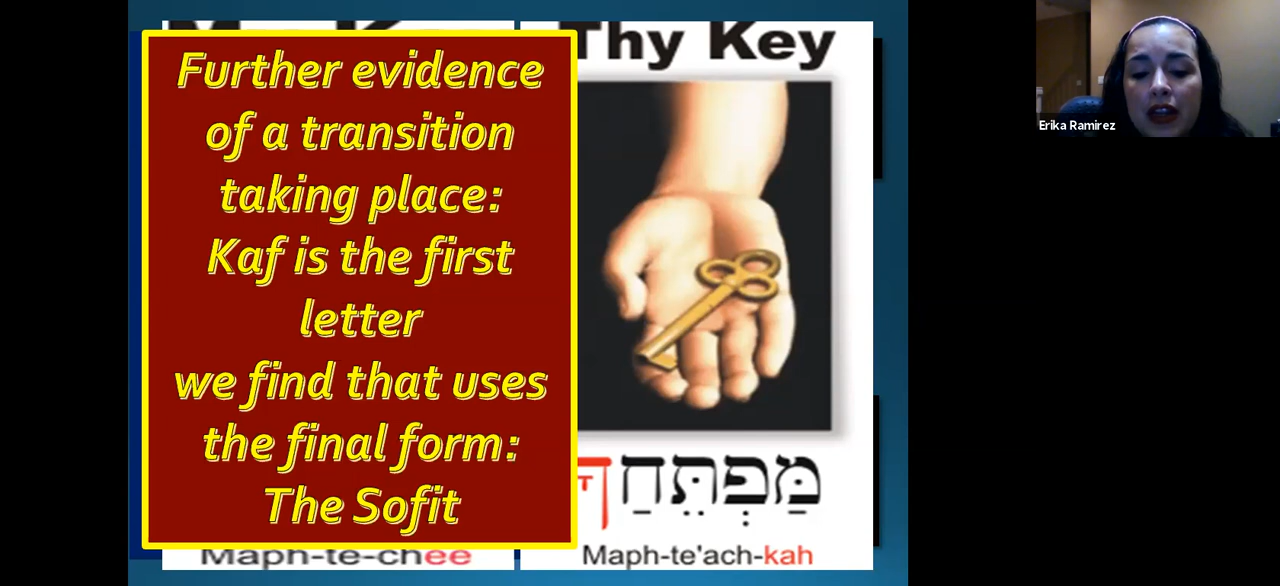 Thy Key
Further evidence
of a transition
taking place:
Kaf is the first
letter
we find that uses
the final form:
The Sofit
מַפְתֵּחַךָ
Maph-te-chee
Maph-te'ach-kah
Erika Ramirez